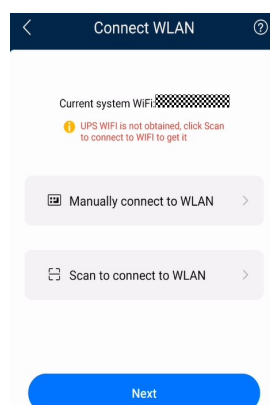 Connect WLAN
Current system WiFi:
UPS WIFI is not obtained, click Scan
to connect to WIFI to get it
Manually connect to WLAN
Scan to connect to WLAN
Next